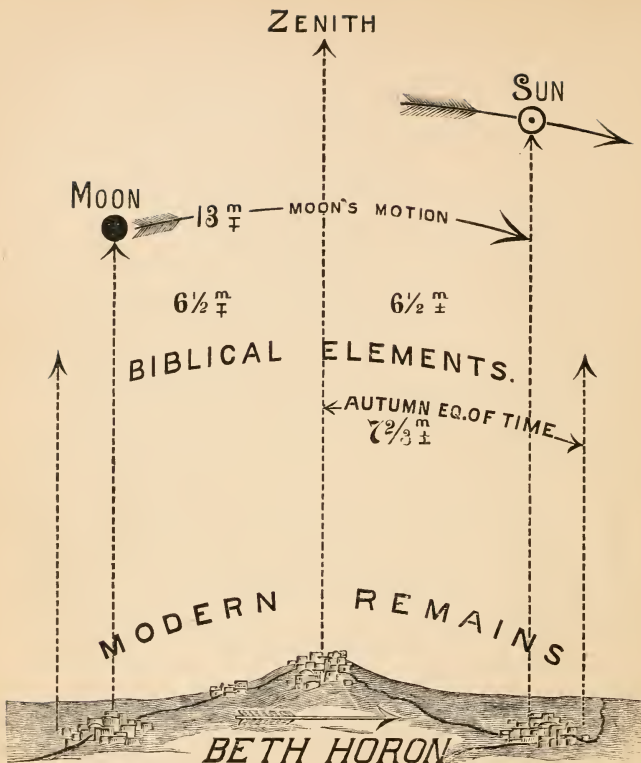 ZENITH
SUN
MOON
13 m ∓ MOON'S MOTION
6½ m ∓ 6½ m ±
BIBLICAL ELEMENTS.
AUTUMN EQ. OF TIME
7⅔ m ±
MODERN REMAINS
BETH HORON